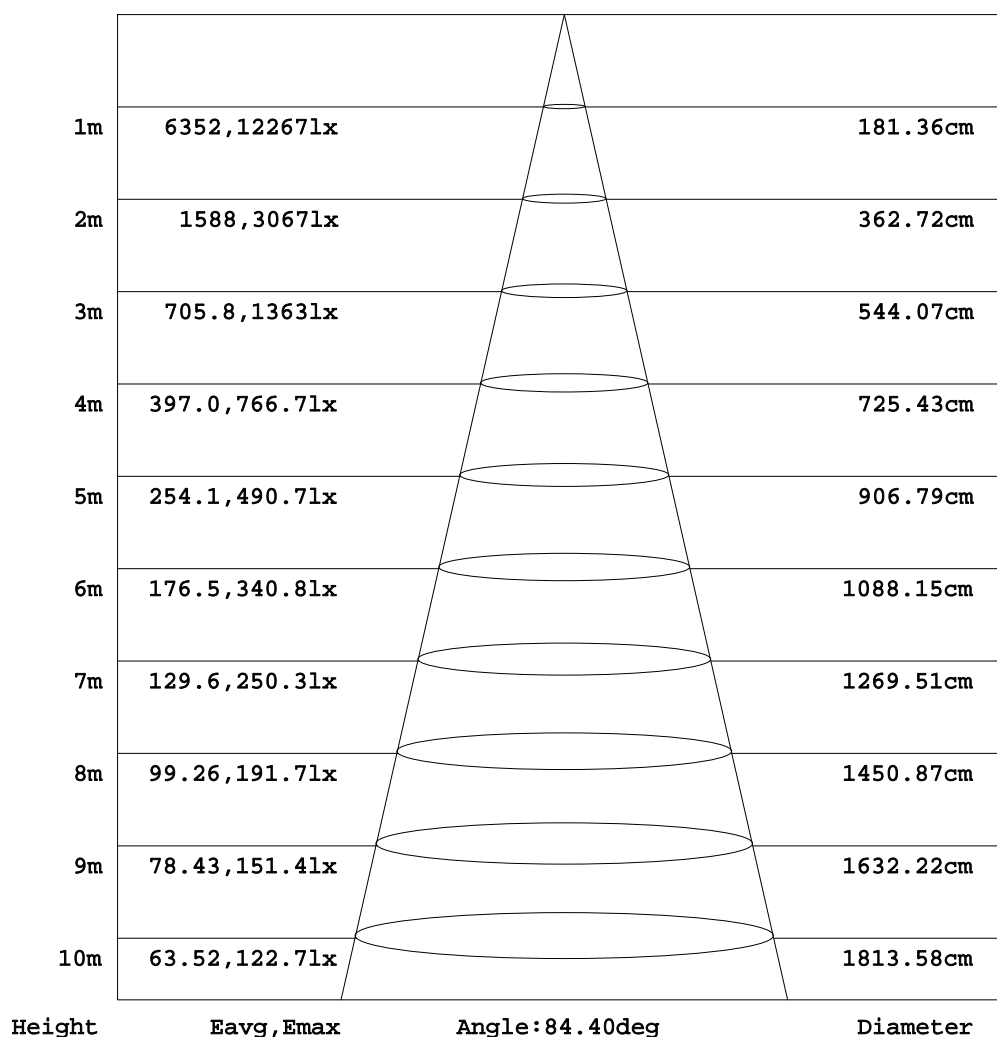 1m 6352,12267lx 181.36cm
2m 1588,3067lx 362.72cm
3m 705.8,1363lx 544.07cm
4m 397.0,766.7lx 725.43cm
5m 254.1,490.7lx 906.79cm
6m 176.5,340.8lx 1088.15cm
7m 129.6,250.3lx 1269.51cm
8m 99.26,191.7lx 1450.87cm
9m 78.43,151.4lx 1632.22cm
10m 63.52,122.7lx 1813.58cm
Height Eavg,Emax Angle:84.40deg Diameter